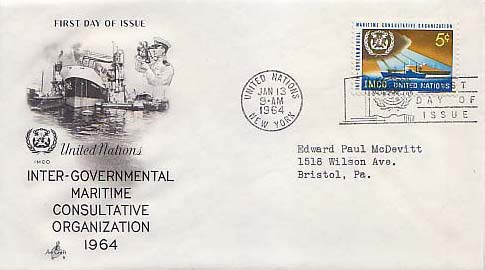 FIRST DAY OF ISSUE
IMCO
United Nations
INTER-GOVERNMENTAL
MARITIME
CONSULTATIVE
ORGANIZATION
1964
ArtCraft
UNITED NATIONS
JAN 13
9-AM
1964
NEW YORK
INTER-GOVERNMENTAL
MARITIME CONSULTATIVE ORGANIZATION
5¢
IMCO UNITED NATIONS
DAY OF
ISSUE
Edward Paul McDevitt
1518 Wilson Ave.
Bristol, Pa.